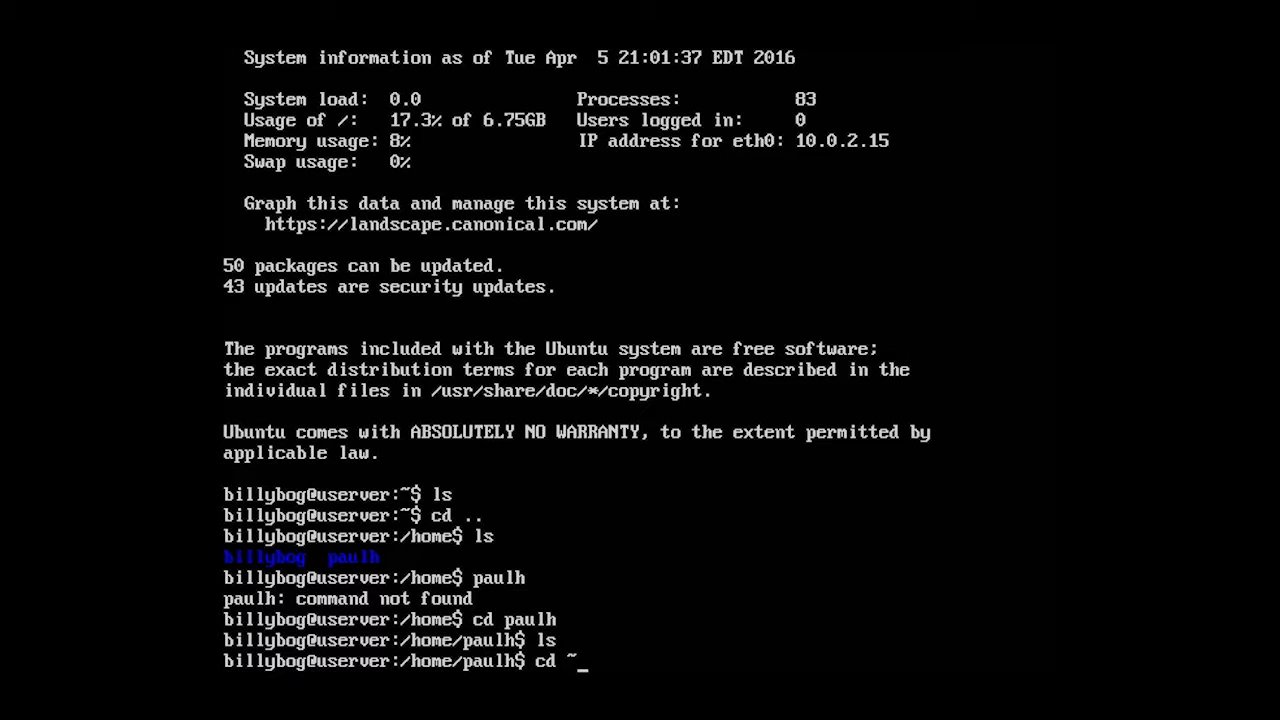 System information as of Tue Apr  5 21:01:37 EDT 2016
System load:  0.0               Processes:           83
Usage of /:   17.3% of 6.75GB   Users logged in:     0
Memory usage: 8%                IP address for eth0: 10.0.2.15
Swap usage:   0%
Graph this data and manage this system at:
https://landscape.canonical.com/
50 packages can be updated.
43 updates are security updates.
The programs included with the Ubuntu system are free software;
the exact distribution terms for each program are described in the
individual files in /usr/share/doc/*/copyright.
Ubuntu comes with ABSOLUTELY NO WARRANTY, to the extent permitted by
applicable law.
billybog@userver:~$ ls
billybog@userver:~$ cd ..
billybog@userver:/home$ ls
billybog  paulh
billybog@userver:/home$ paulh
paulh: command not found
billybog@userver:/home$ cd paulh
billybog@userver:/home/paulh$ ls
billybog@userver:/home/paulh$ cd ~_